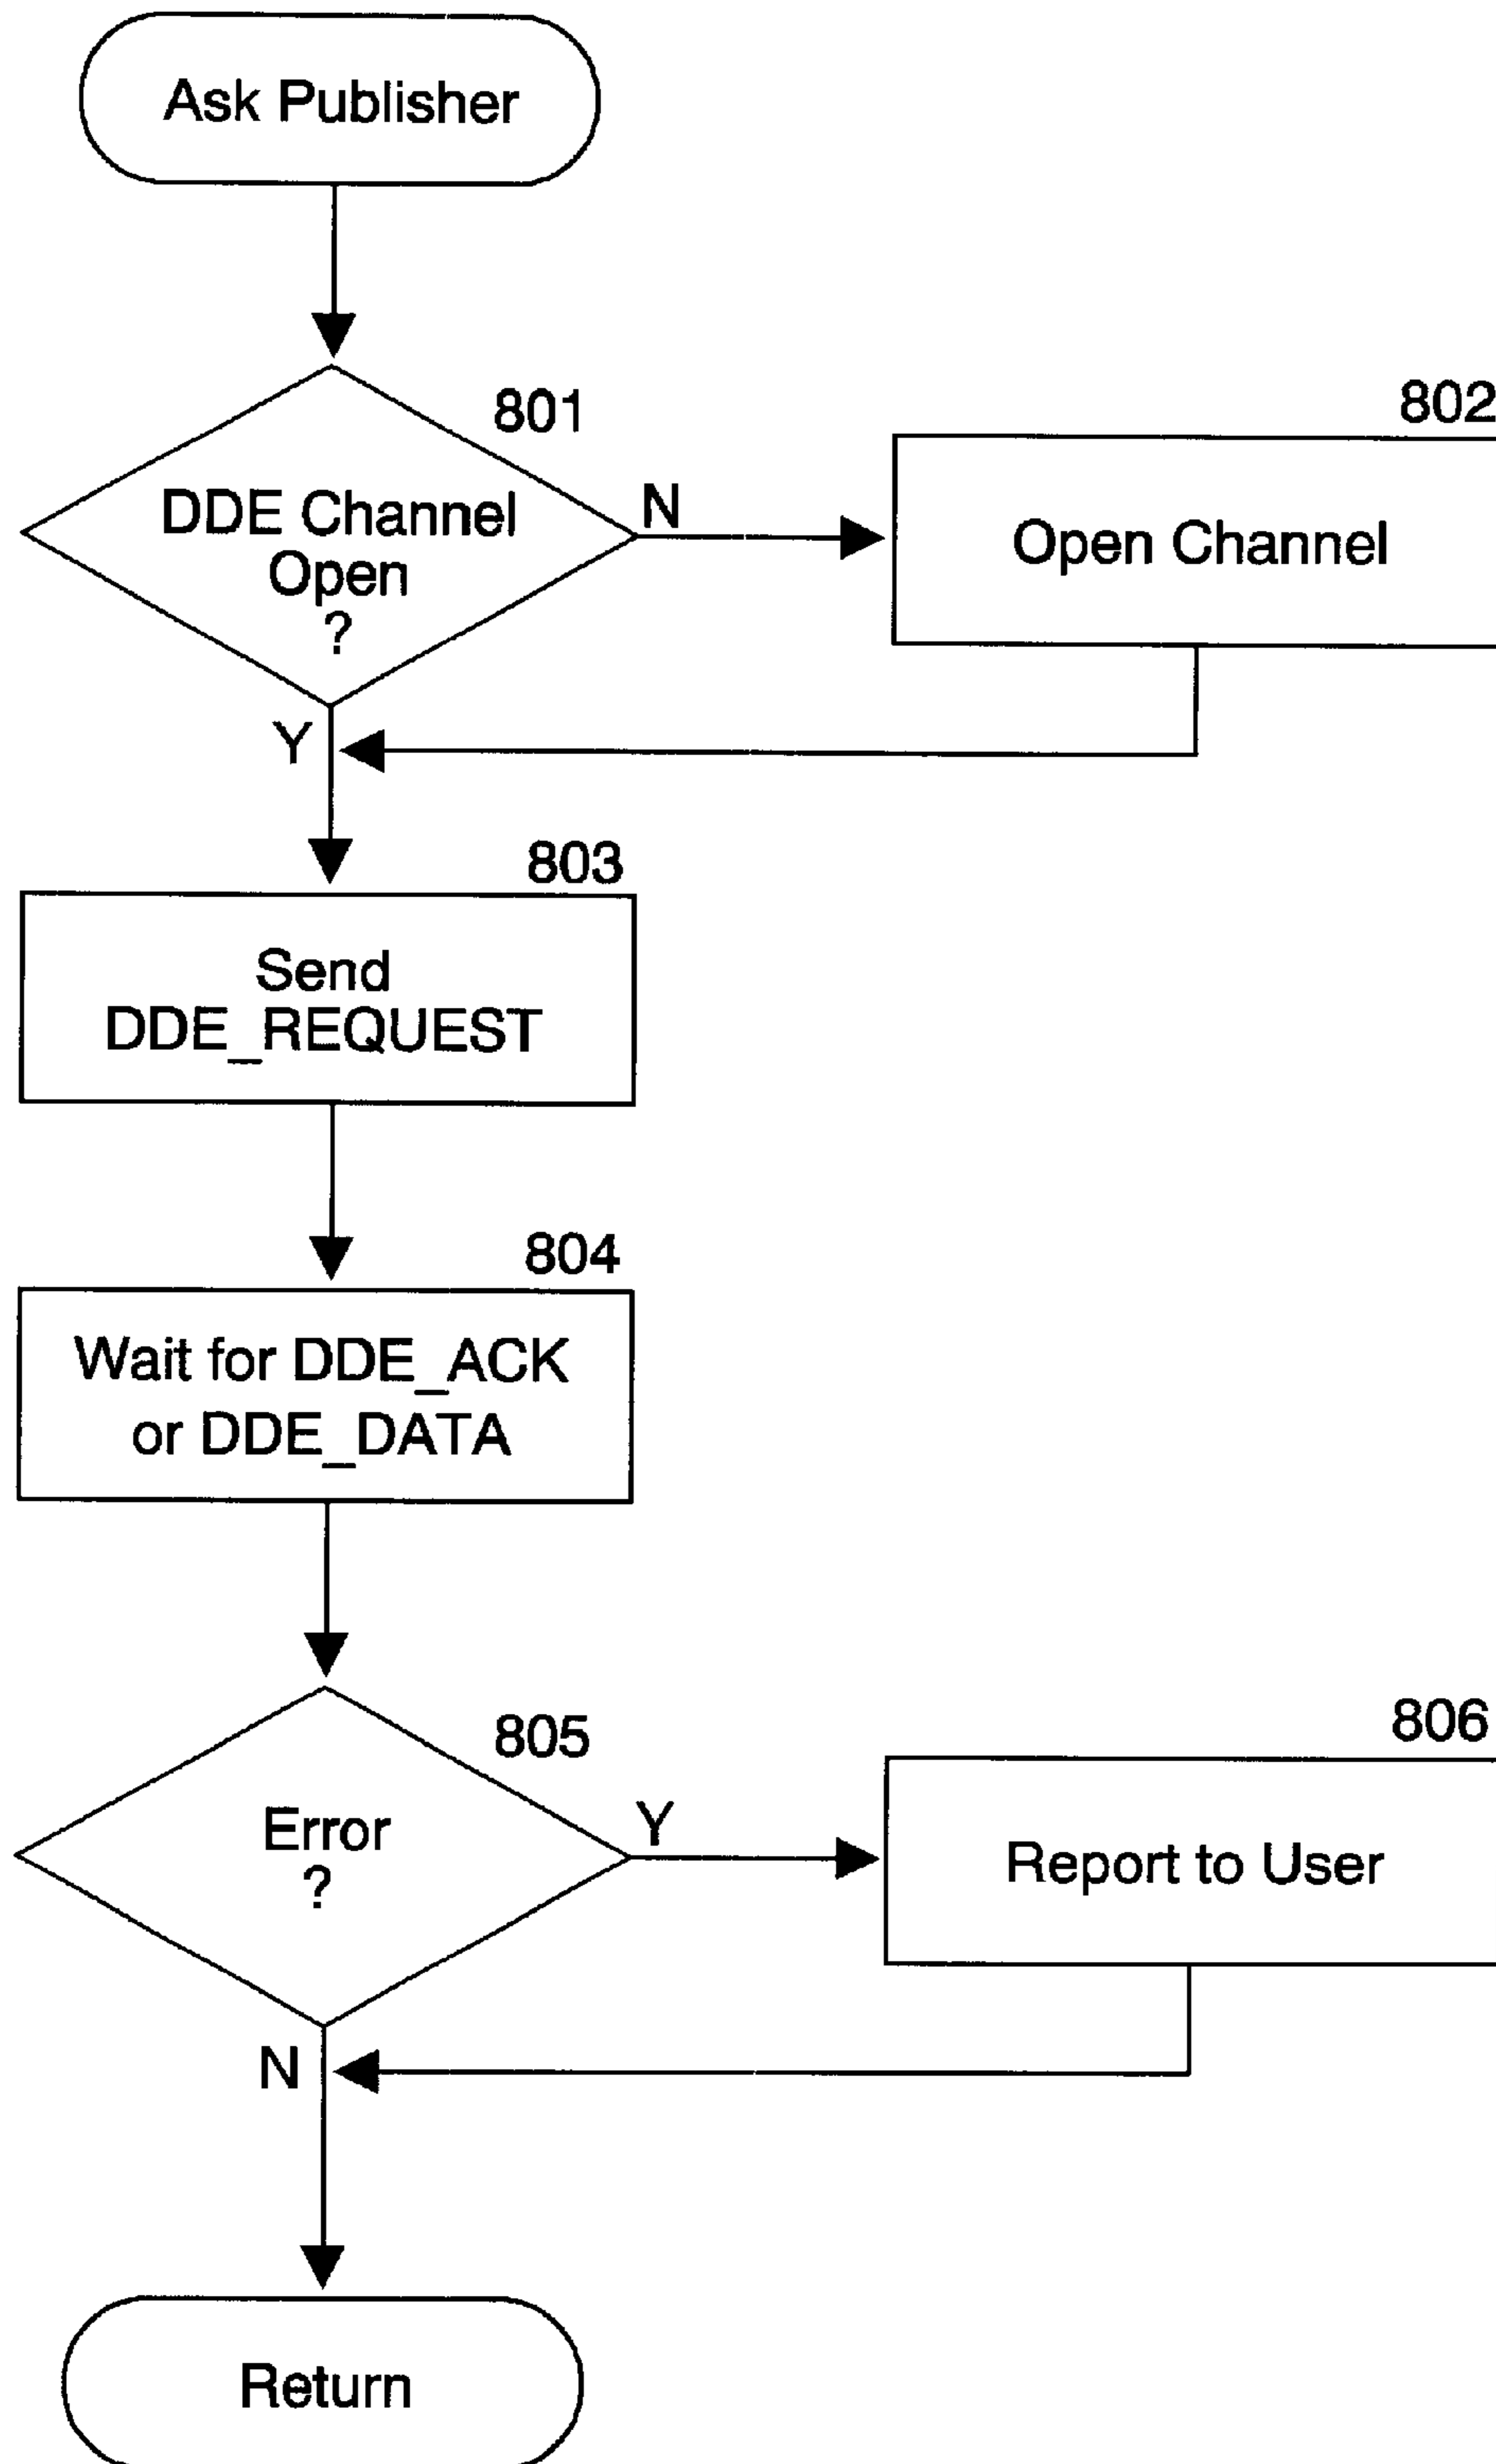 Ask Publisher
801
802
DDE Channel
Open
?
N
Open Channel
Y
803
Send
DDE_REQUEST
804
Wait for DDE_ACK
or DDE_DATA
805
806
Error
?
Y
Report to User
N
Return